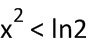 x² < ln2